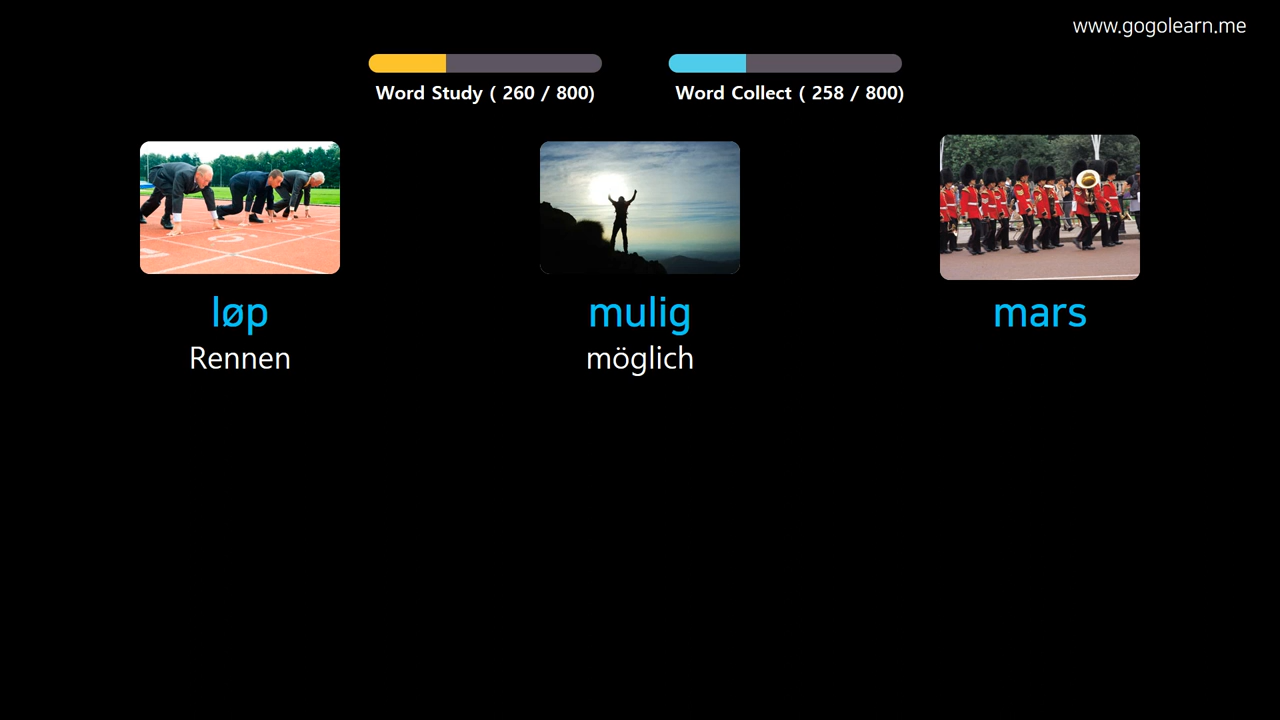 www.gogolearn.me
Word Study ( 260 / 800)
Word Collect ( 258 / 800)
løp
mulig
mars
Rennen
möglich